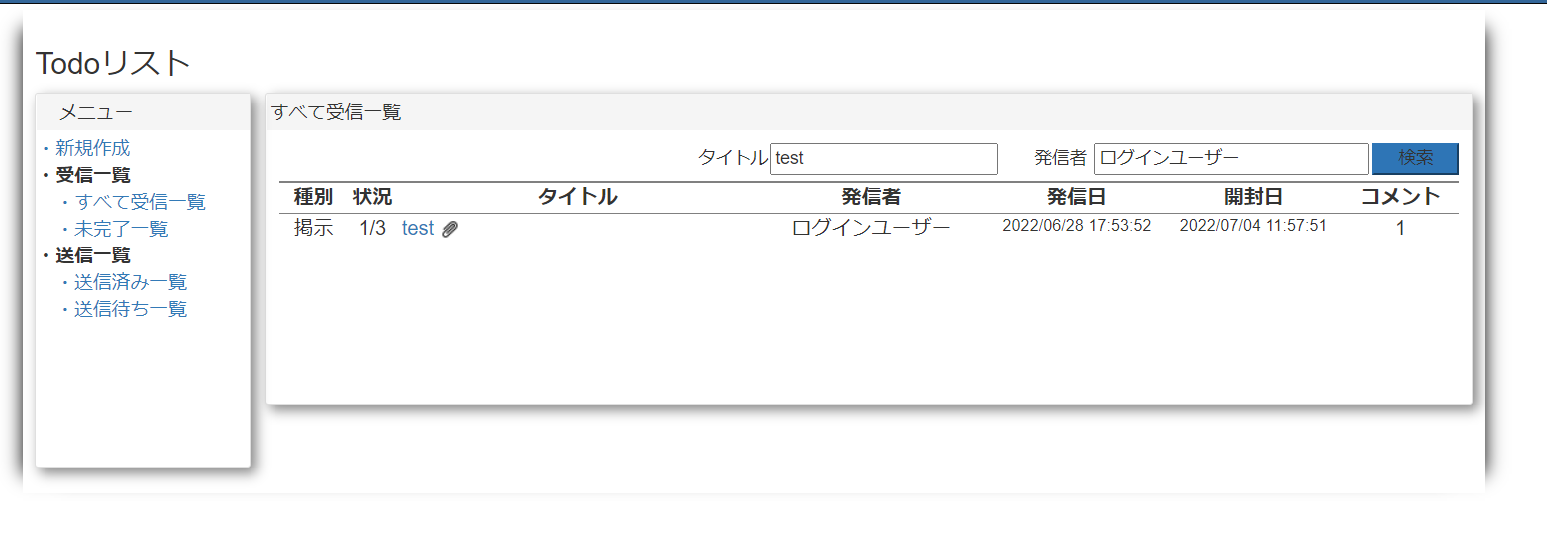 Todoリスト
メニュー
・新規作成
・受信一覧
・すべて受信一覧
・未完了一覧
・送信一覧
・送信済み一覧
・送信待ち一覧
すべて受信一覧
タイトル test 発信者 ログインユーザー 検索
種別 状況 タイトル 発信者 発信日 開封日 コメント
掲示 1/3 test ログインユーザー 2022/06/28 17:53:52 2022/07/04 11:57:51 1